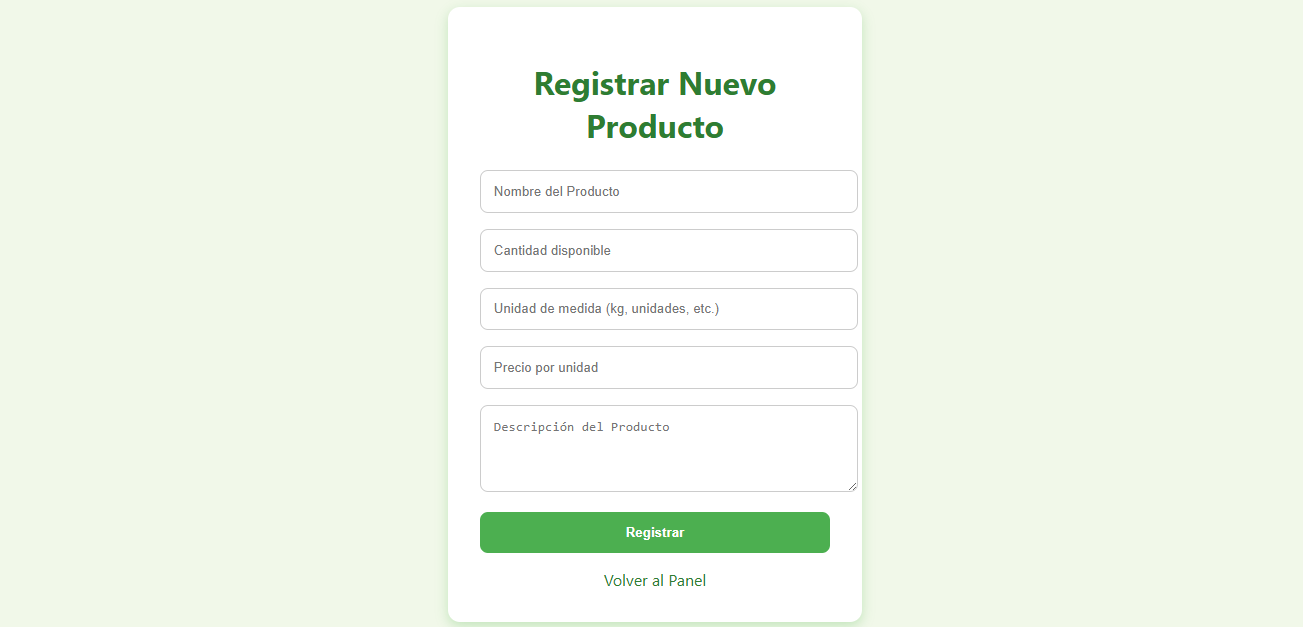 Registrar Nuevo
Producto
Nombre del Producto
Cantidad disponible
Unidad de medida (kg, unidades, etc.)
Precio por unidad
Descripción del Producto
Registrar
Volver al Panel